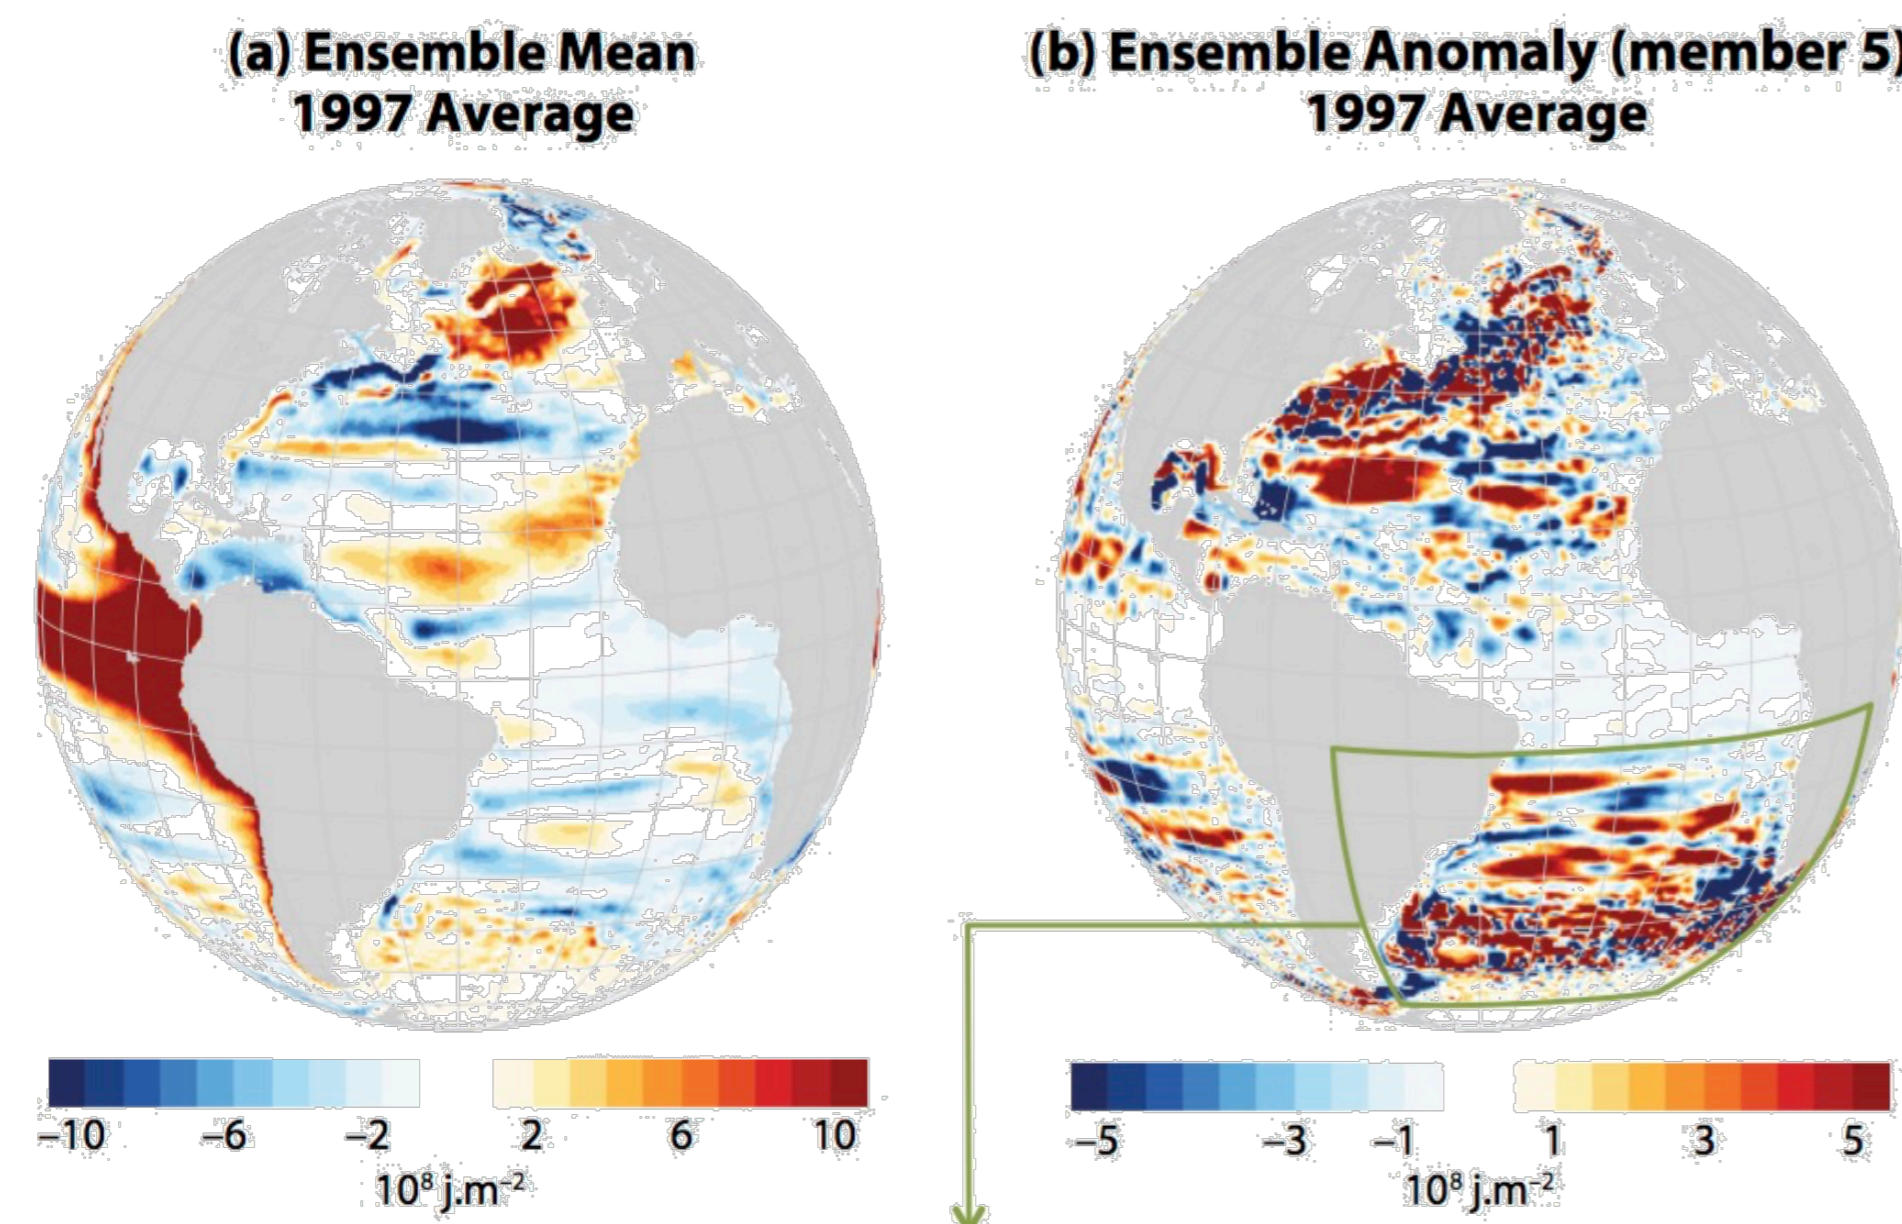 (a) Ensemble Mean
1997 Average
(b) Ensemble Anomaly (member 5)
1997 Average
−10 −6 −2 2 6 10
10⁸ j.m⁻²
−5 −3 −1 1 3 5
10⁸ j.m⁻²